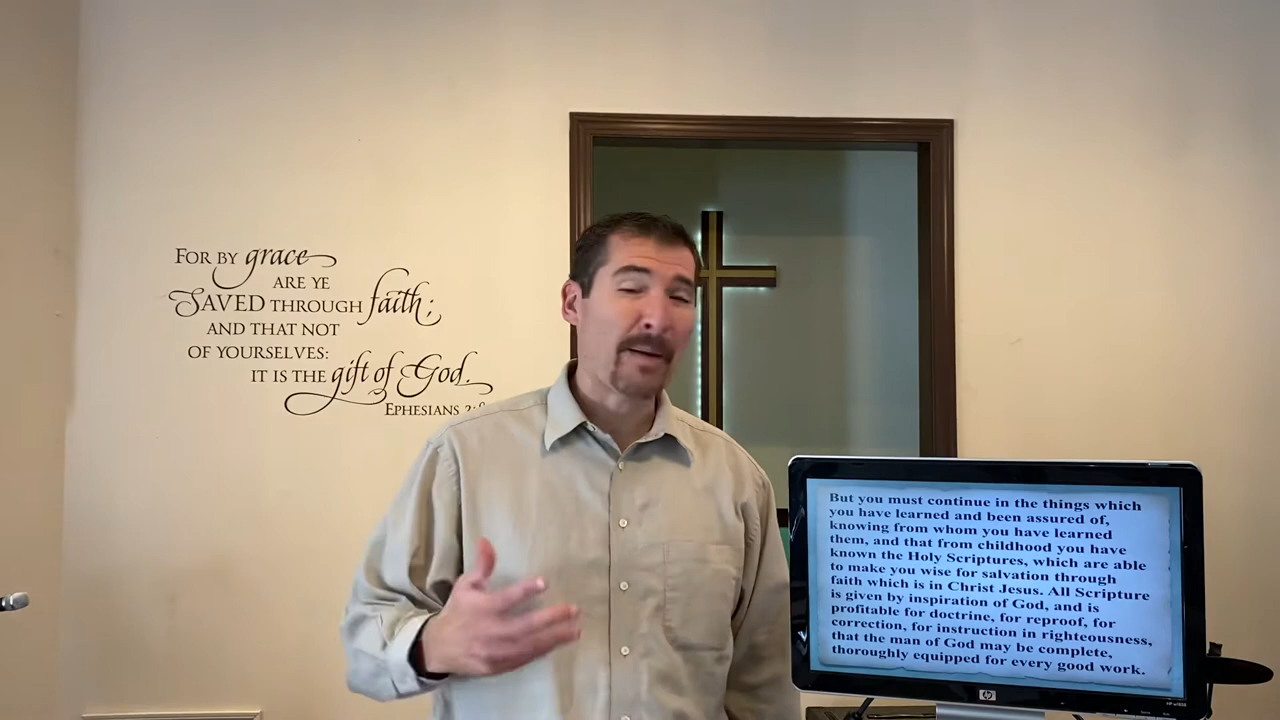 FOR BY grace
ARE YE
SAVED THROUGH faith;
AND THAT NOT
OF YOURSELVES:
IT IS THE gift of God.
EPHESIANS
But you must continue in the things which
you have learned and been assured of,
knowing from whom you have learned
them, and that from childhood you have
known the Holy Scriptures, which are able
to make you wise for salvation through
faith which is in Christ Jesus. All Scripture
is given by inspiration of God, and is
profitable for doctrine, for reproof, for
correction, for instruction in righteousness,
that the man of God may be complete,
thoroughly equipped for every good work.
hp